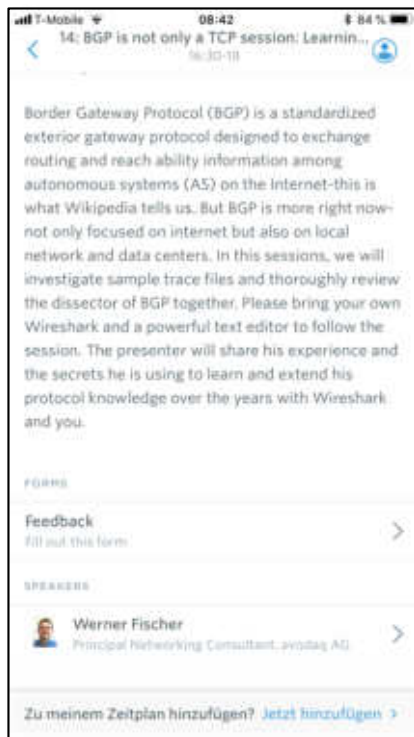 T-Mobile 08:42 84 %
14: BGP is not only a TCP session: Learnin...
16:30-18
Border Gateway Protocol (BGP) is a standardized
exterior gateway protocol designed to exchange
routing and reach ability information among
autonomous systems (AS) on the Internet-this is
what Wikipedia tells us. But BGP is more right now-
not only focused on internet but also on local
network and data centers. In this sessions, we will
investigate sample trace files and thoroughly review
the dissector of BGP together. Please bring your own
Wireshark and a powerful text editor to follow the
session. The presenter will share his experience and
the secrets he is using to learn and extend his
protocol knowledge over the years with Wireshark
and you.
FORMS
Feedback
Fill out this form
SPEAKERS
Werner Fischer
Principal Networking Consultant, avodaq AG
Zu meinem Zeitplan hinzufügen? Jetzt hinzufügen